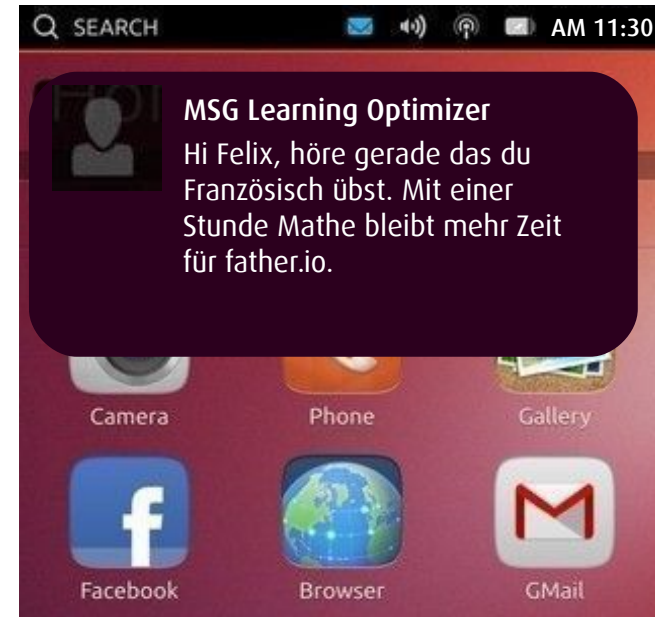 SEARCH
AM 11:30
MSG Learning Optimizer
Hi Felix, höre gerade das du
Französisch übst. Mit einer
Stunde Mathe bleibt mehr Zeit
für father.io.
Camera
Phone
Gallery
Facebook
Browser
GMail